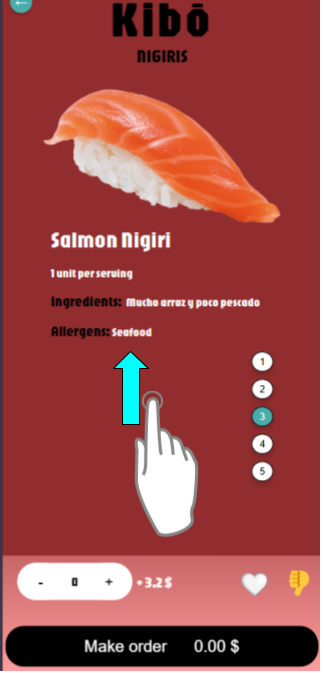 Kibō
NIGIRIS
Salmon Nigiri
1 unit per serving
Ingredients: Mucho arroz y poco pescado
Allergens: Seafood
1
2
3
4
5
- 0 + +3.2$
Make order 0.00 $